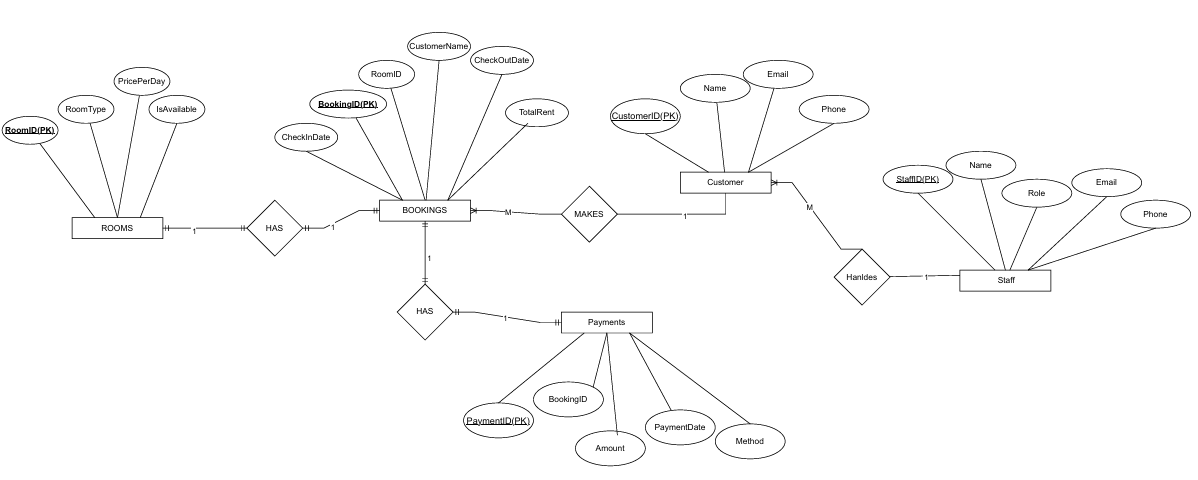 CustomerName
CheckOutDate
RoomID
PricePerDay
BookingID(PK)
RoomType
IsAvailable
TotalRent
RoomID(PK)
CheckInDate
Email
Name
Phone
CustomerID(PK)
Customer
Name
StaffID(PK)
Role
Email
Phone
ROOMS
1
HAS
1
BOOKINGS
M
MAKES
1
M
Hanldes
1
Staff
1
HAS
1
Payments
PaymentID(PK)
BookingID
Amount
PaymentDate
Method